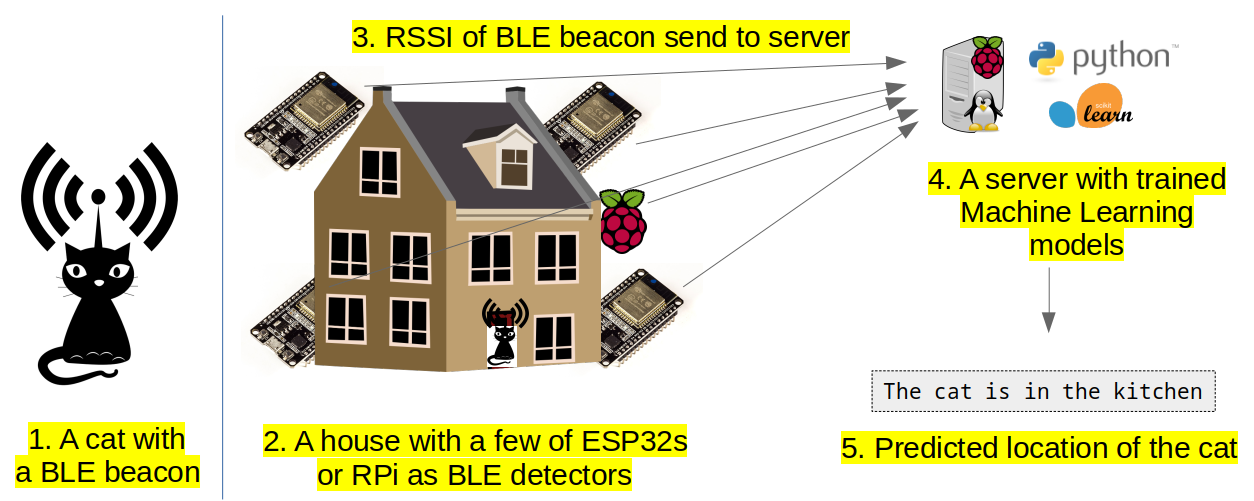 3. RSSI of BLE beacon send to server
python™
scikit
learn
4. A server with trained
Machine Learning
models
The cat is in the kitchen
1. A cat with
a BLE beacon
2. A house with a few of ESP32s
or RPi as BLE detectors
5. Predicted location of the cat